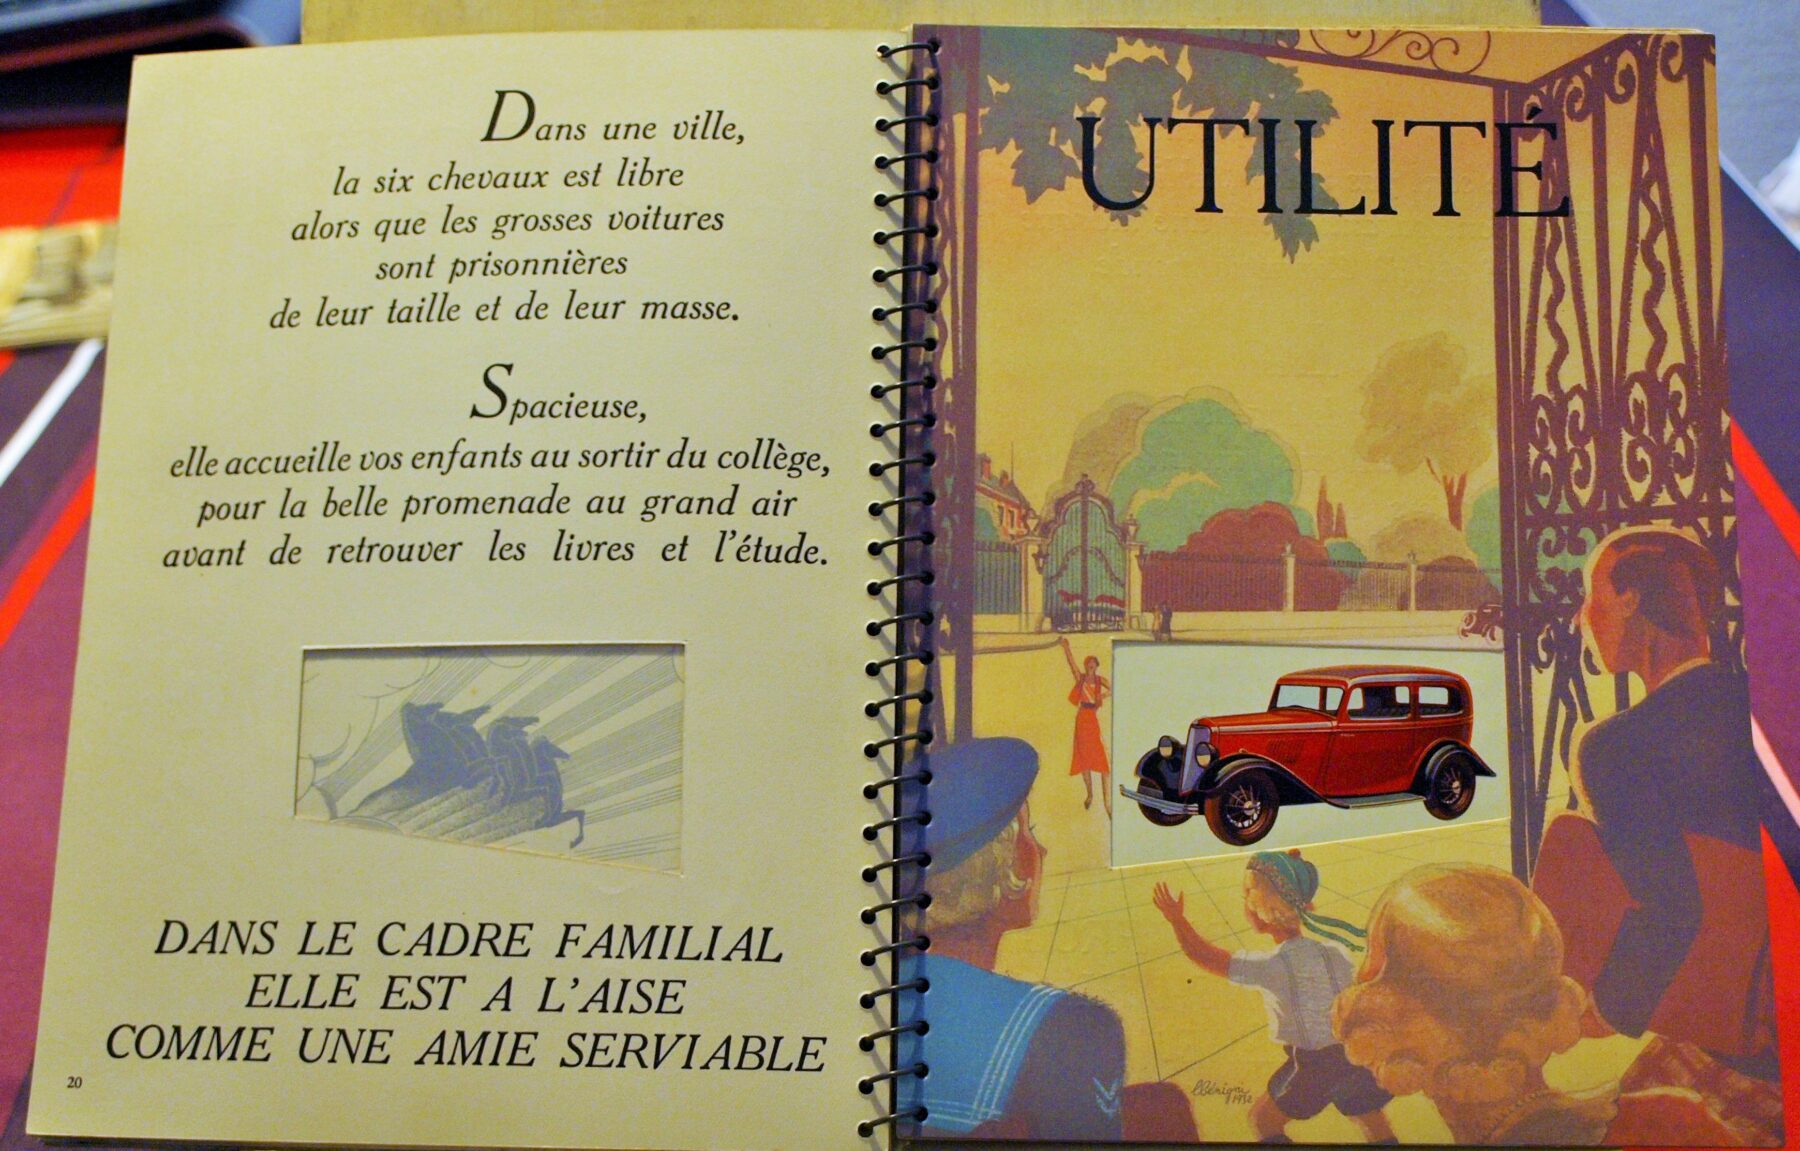 Dans une ville,
la six chevaux est libre
alors que les grosses voitures
sont prisonnières
de leur taille et de leur masse.
Spacieuse,
elle accueille vos enfants au sortir du collège,
pour la belle promenade au grand air
avant de retrouver les livres et l'étude.
DANS LE CADRE FAMILIAL
ELLE EST A L'AISE
COMME UNE AMIE SERVIABLE
20
UTILITÉ
1932